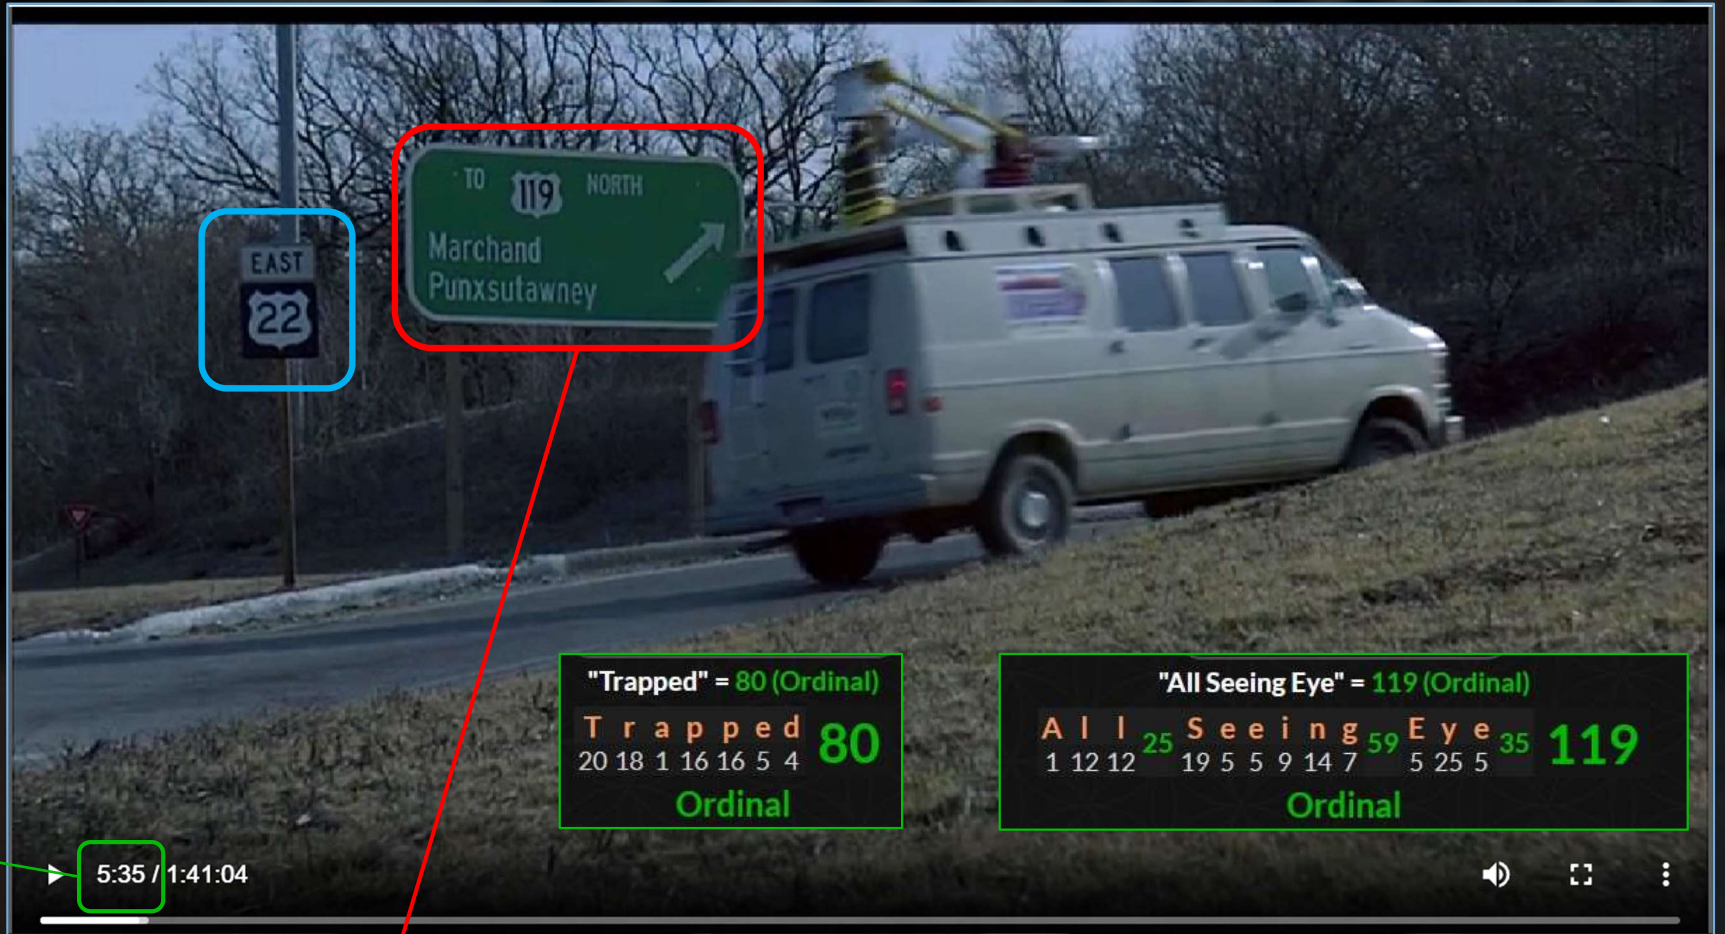 TO 119 NORTH
Marchand
Punxsutawney
EAST
22
"Trapped" = 80 (Ordinal)
T r a p p e d 80
20 18 1 16 16 5 4
Ordinal
"All Seeing Eye" = 119 (Ordinal)
A l l 25 S e e i n g 59 E y e 35 119
1 12 12 19 5 5 9 14 7 5 25 5
Ordinal
5:35 / 1:41:04